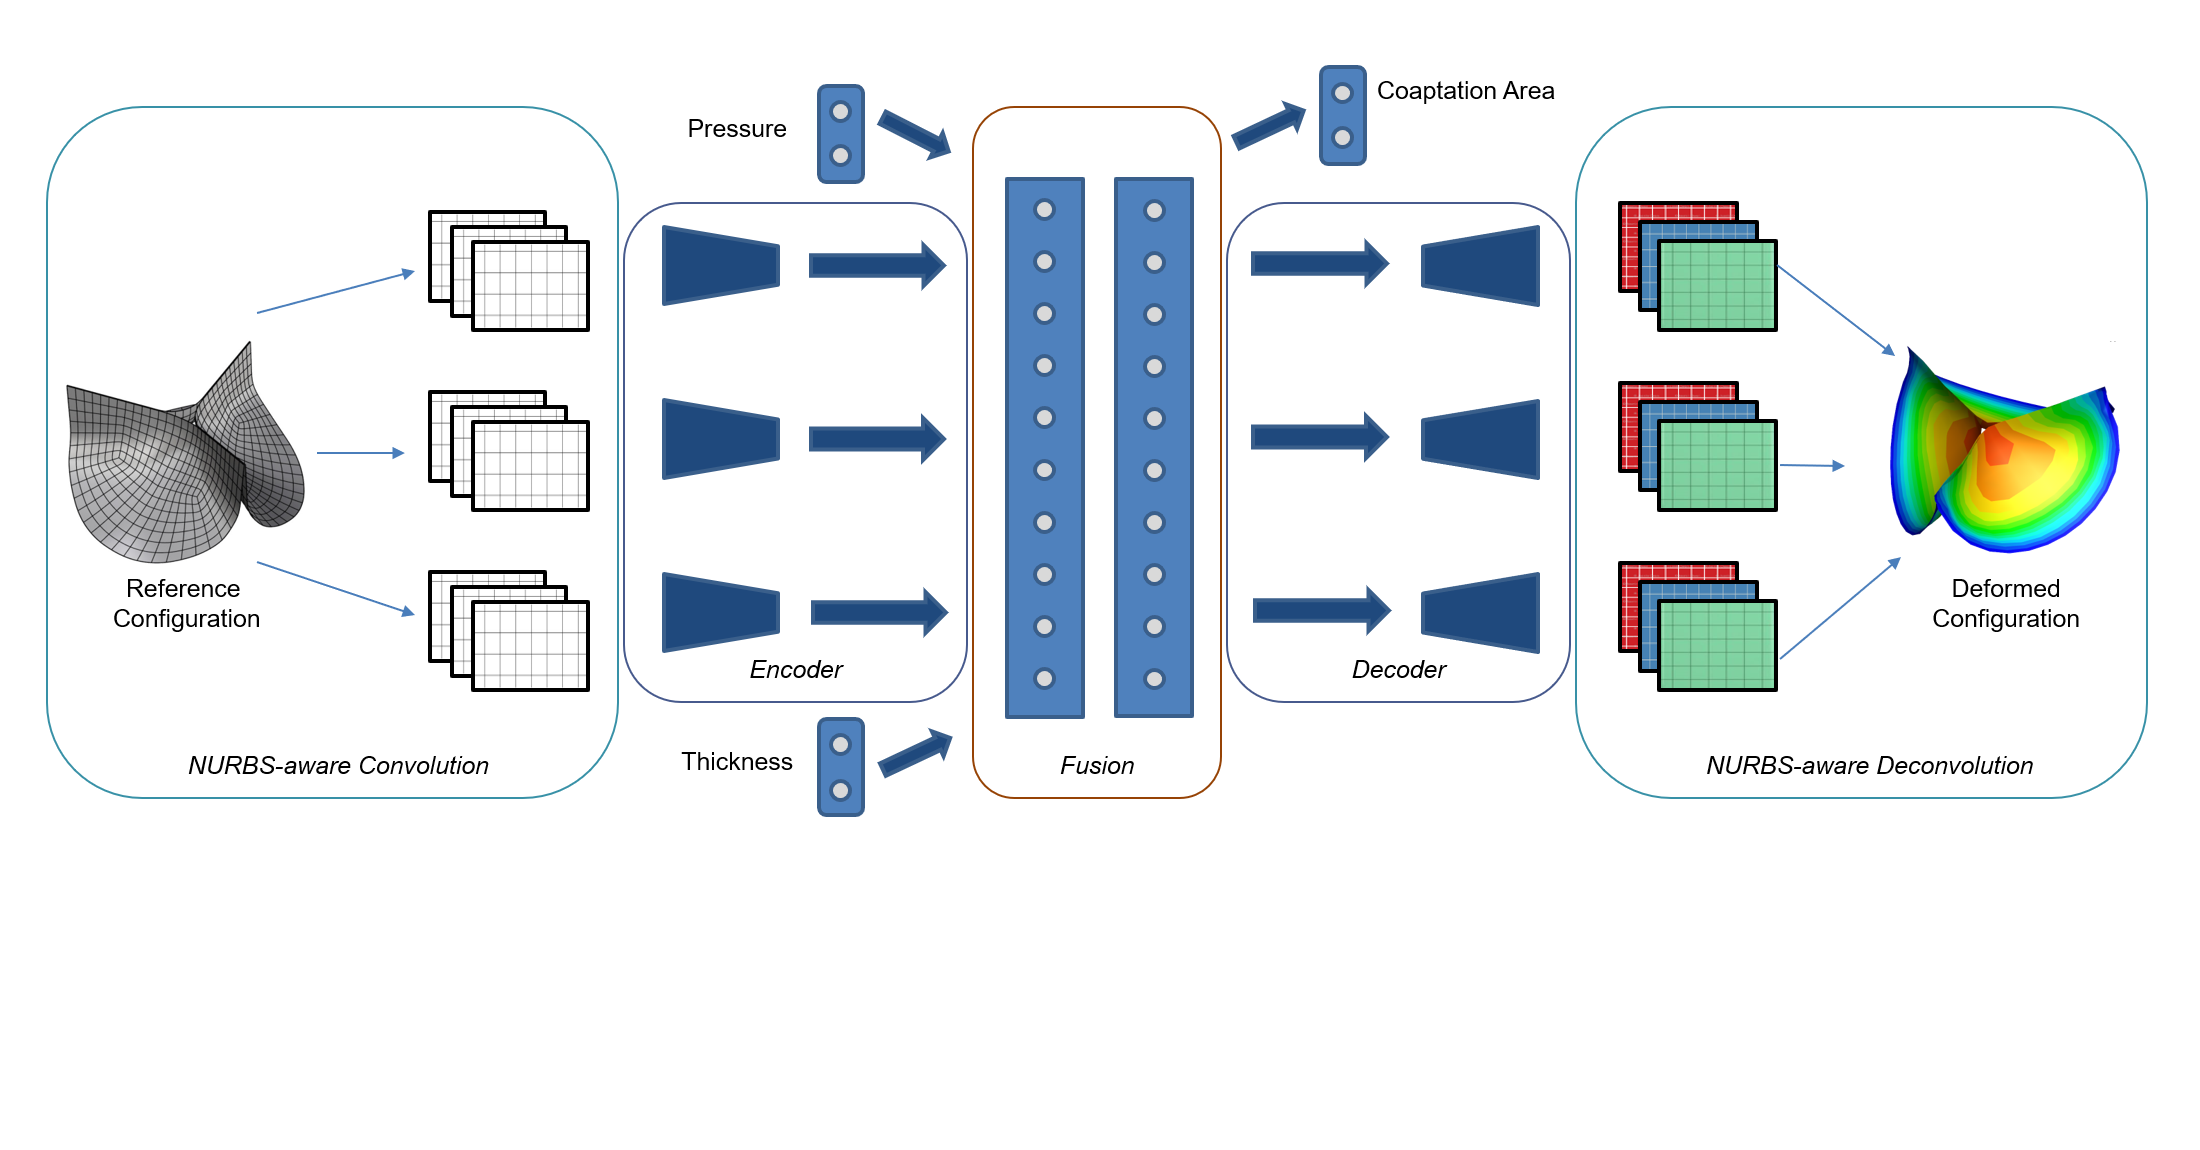 Pressure
Coaptation Area
Reference
Configuration
Encoder
Decoder
Deformed
Configuration
Thickness
NURBS-aware Convolution
Fusion
NURBS-aware Deconvolution